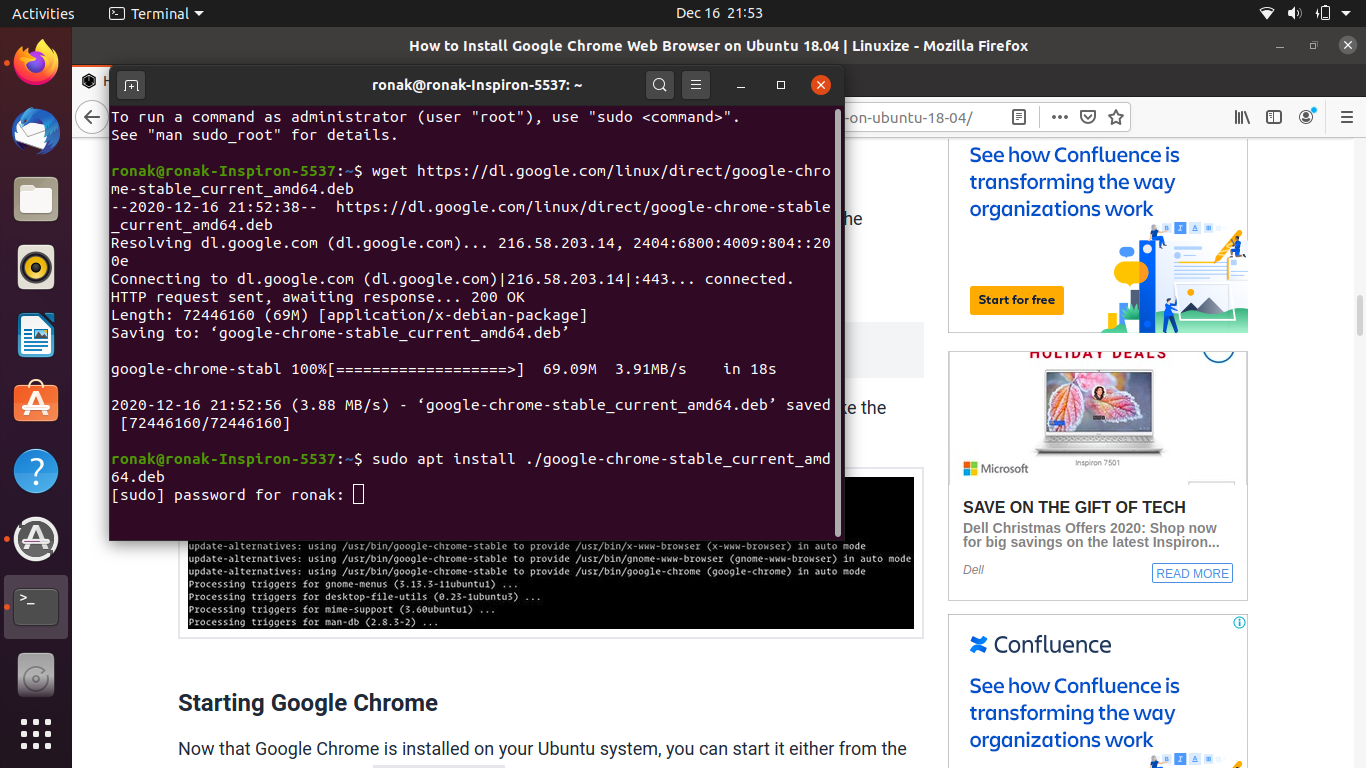 Activities
Terminal
Dec 16 21:53
How to Install Google Chrome Web Browser on Ubuntu 18.04 | Linuxize - Mozilla Firefox
H
ronak@ronak-Inspiron-5537: ~
-on-ubuntu-18-04/
To run a command as administrator (user "root"), use "sudo <command>".
See "man sudo_root" for details.
ronak@ronak-Inspiron-5537:~$ wget https://dl.google.com/linux/direct/google-chro
me-stable_current_amd64.deb
--2020-12-16 21:52:38-- https://dl.google.com/linux/direct/google-chrome-stable
_current_amd64.deb
Resolving dl.google.com (dl.google.com)... 216.58.203.14, 2404:6800:4009:804::20
0e
Connecting to dl.google.com (dl.google.com)|216.58.203.14|:443... connected.
HTTP request sent, awaiting response... 200 OK
Length: 72446160 (69M) [application/x-debian-package]
Saving to: ‘google-chrome-stable_current_amd64.deb’
google-chrome-stabl 100%[===================>] 69.09M 3.91MB/s in 18s
2020-12-16 21:52:56 (3.88 MB/s) - ‘google-chrome-stable_current_amd64.deb’ saved
[72446160/72446160]
ronak@ronak-Inspiron-5537:~$ sudo apt install ./google-chrome-stable_current_amd
64.deb
[sudo] password for ronak:
he
ke the
update-alternatives: using /usr/bin/google-chrome-stable to provide /usr/bin/x-www-browser (x-www-browser) in auto mode
update-alternatives: using /usr/bin/google-chrome-stable to provide /usr/bin/gnome-www-browser (gnome-www-browser) in auto mode
update-alternatives: using /usr/bin/google-chrome-stable to provide /usr/bin/google-chrome (google-chrome) in auto mode
Processing triggers for gnome-menus (3.13.3-11ubuntu1) ...
Processing triggers for desktop-file-utils (0.23-1ubuntu3) ...
Processing triggers for mime-support (3.60ubuntu1) ...
Processing triggers for man-db (2.8.3-2) ...
Starting Google Chrome
Now that Google Chrome is installed on your Ubuntu system, you can start it either from the
See how Confluence is
transforming the way
organizations work
Start for free
HOLIDAY DEALS
Microsoft
Inspiron 7501
SAVE ON THE GIFT OF TECH
Dell Christmas Offers 2020: Shop now
for big savings on the latest Inspiron...
Dell
READ MORE
Confluence
See how Confluence is
transforming the way
organizations work